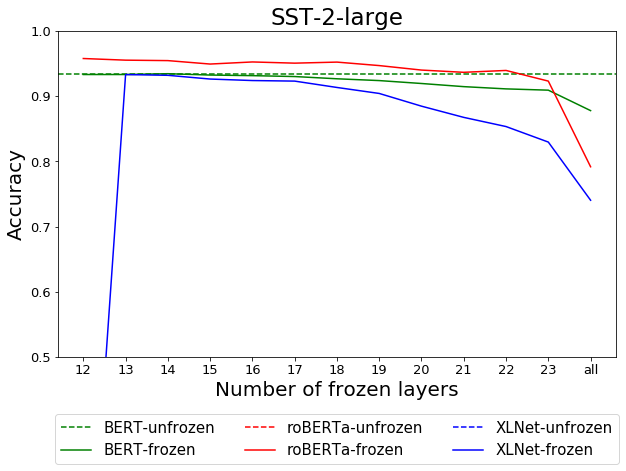 SST-2-large
1.0
0.9
0.8
0.7
0.6
0.5
Accuracy
12 13 14 15 16 17 18 19 20 21 22 23 all
Number of frozen layers
BERT-unfrozen roBERTa-unfrozen XLNet-unfrozen
BERT-frozen roBERTa-frozen XLNet-frozen